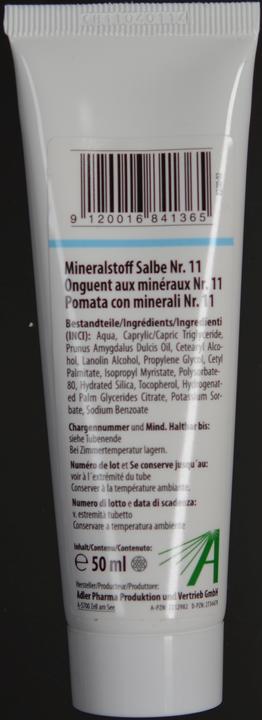 9 120016 841365
Mineralstoff Salbe Nr. 11
Onguent aux minéraux Nr. 11
Pomata con minerali Nr. 11
Bestandteile/Ingrédients/Ingredienti
(INCI): Aqua, Caprylic/Capric Triglyceride,
Prunus Amygdalus Dulcis Oil, Cetearyl Alco-
hol, Lanolin Alcohol, Propylene Glycol, Cetyl
Palmitate, Isopropyl Myristate, Polysorbate-
80, Hydrated Silica, Tocopherol, Hydrogenat-
ed Palm Glycerides Citrate, Potassium Sor-
bate, Sodium Benzoate
Chargennummer und Mind. Haltbar bis:
siehe Tubenende
Bei Zimmertemperatur lagern.
Numéro de lot et Se conserve jusqu´au:
voir à l´extrémité du tube
Conserver à la température ambiante.
Numero di lotto e data di scadenza:
v. estremità tubetto
Conservare a temperatura ambiente
Inhalt/Contenu/Contenuto:
℮ 50 ml
Hersteller/Producteur/Produttore:
Adler Pharma Produktion und Vertrieb GmbH
A-5700 Zell am See